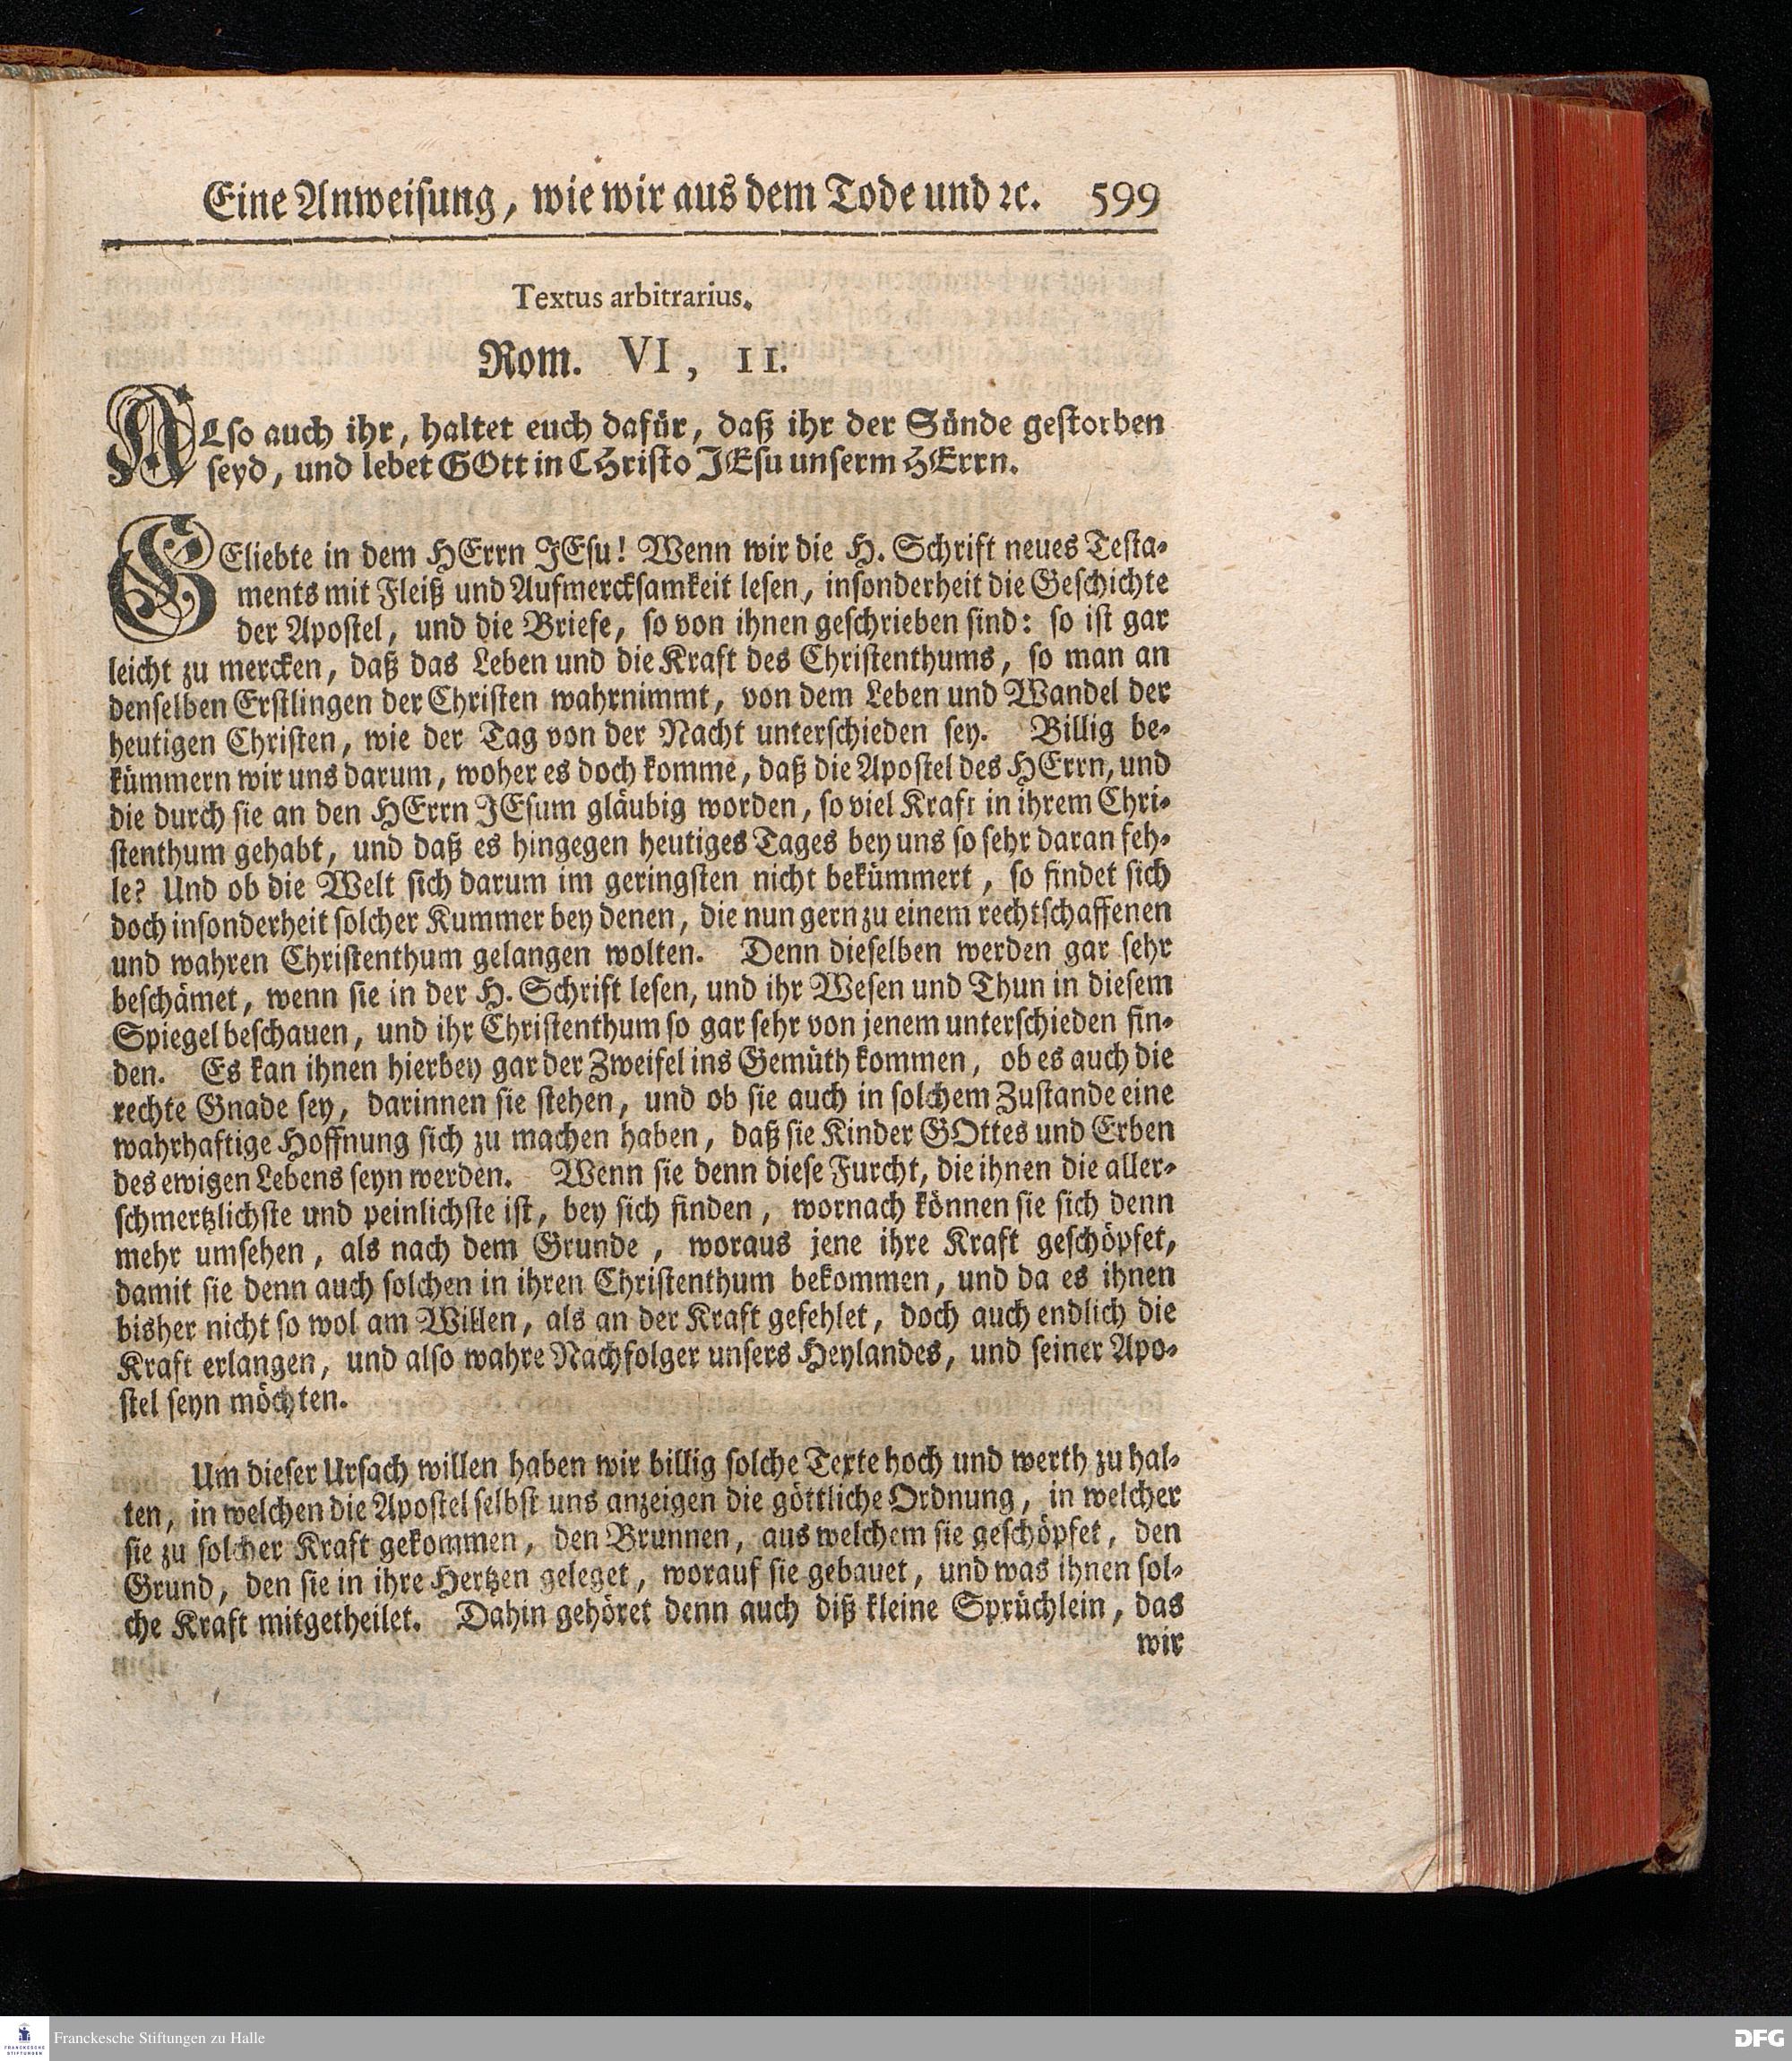 Eine Anweisung, wie wir aus dem Tode und ꝛc. 599
Textus arbitrarius.
Rom. VI, 11.
ALso auch ihr, haltet euch dafür, daß ihr der Sünde gestorben
seyd, und lebet GOtt in CHristo JEsu unserm HErrn.
GEliebte in dem HErrn JEsu! Wenn wir die H. Schrift neues Testa-
ments mit Fleiß und Aufmercksamkeit lesen, insonderheit die Geschichte
der Apostel, und die Briefe, so von ihnen geschrieben sind: so ist gar
leicht zu mercken, daß das Leben und die Kraft des Christenthums, so man an
denselben Erstlingen der Christen wahrnimmt, von dem Leben und Wandel der
heutigen Christen, wie der Tag von der Nacht unterschieden sey. Billig be-
kümmern wir uns darum, woher es doch komme, daß die Apostel des HErrn, und
die durch sie an den HErrn JEsum gläubig worden, so viel Kraft in ihrem Chri-
stenthum gehabt, und daß es hingegen heutiges Tages bey uns so sehr daran feh-
le? Und ob die Welt sich darum im geringsten nicht bekümmert, so findet sich
doch insonderheit solcher Kummer bey denen, die nun gern zu einem rechtschaffenen
und wahren Christenthum gelangen wolten. Denn dieselben werden gar sehr
beschämet, wenn sie in der H. Schrift lesen, und ihr Wesen und Thun in diesem
Spiegel beschauen, und ihr Christenthum so gar sehr von jenem unterschieden fin-
den. Es kan ihnen hierbey gar der Zweifel ins Gemüth kommen, ob es auch die
rechte Gnade sey, darinnen sie stehen, und ob sie auch in solchem Zustande eine
wahrhaftige Hoffnung sich zu machen haben, daß sie Kinder GOttes und Erben
des ewigen Lebens seyn werden. Wenn sie denn diese Furcht, die ihnen die aller-
schmertzlichste und peinlichste ist, bey sich finden, wornach können sie sich denn
mehr umsehen, als nach dem Grunde, woraus jene ihre Kraft geschöpfet,
damit sie denn auch solchen in ihren Christenthum bekommen, und da es ihnen
bisher nicht so wol am Willen, als an der Kraft gefehlet, doch auch endlich die
Kraft erlangen, und also wahre Nachfolger unsers Heylandes, und seiner Apo-
stel seyn möchten.
Um dieser Ursach willen haben wir billig solche Texte hoch und werth zu hal-
ten, in welchen die Apostel selbst uns anzeigen die göttliche Ordnung, in welcher
sie zu solcher Kraft gekommen, den Brunnen, aus welchem sie geschöpfet, den
Grund, den sie in ihre Hertzen geleget, worauf sie gebauet, und was ihnen sol-
che Kraft mitgetheilet. Dahin gehöret denn auch diß kleine Sprüchlein, das
wir
FRANCKESCHE
STIFTUNGEN
Franckesche Stiftungen zu Halle
DFG